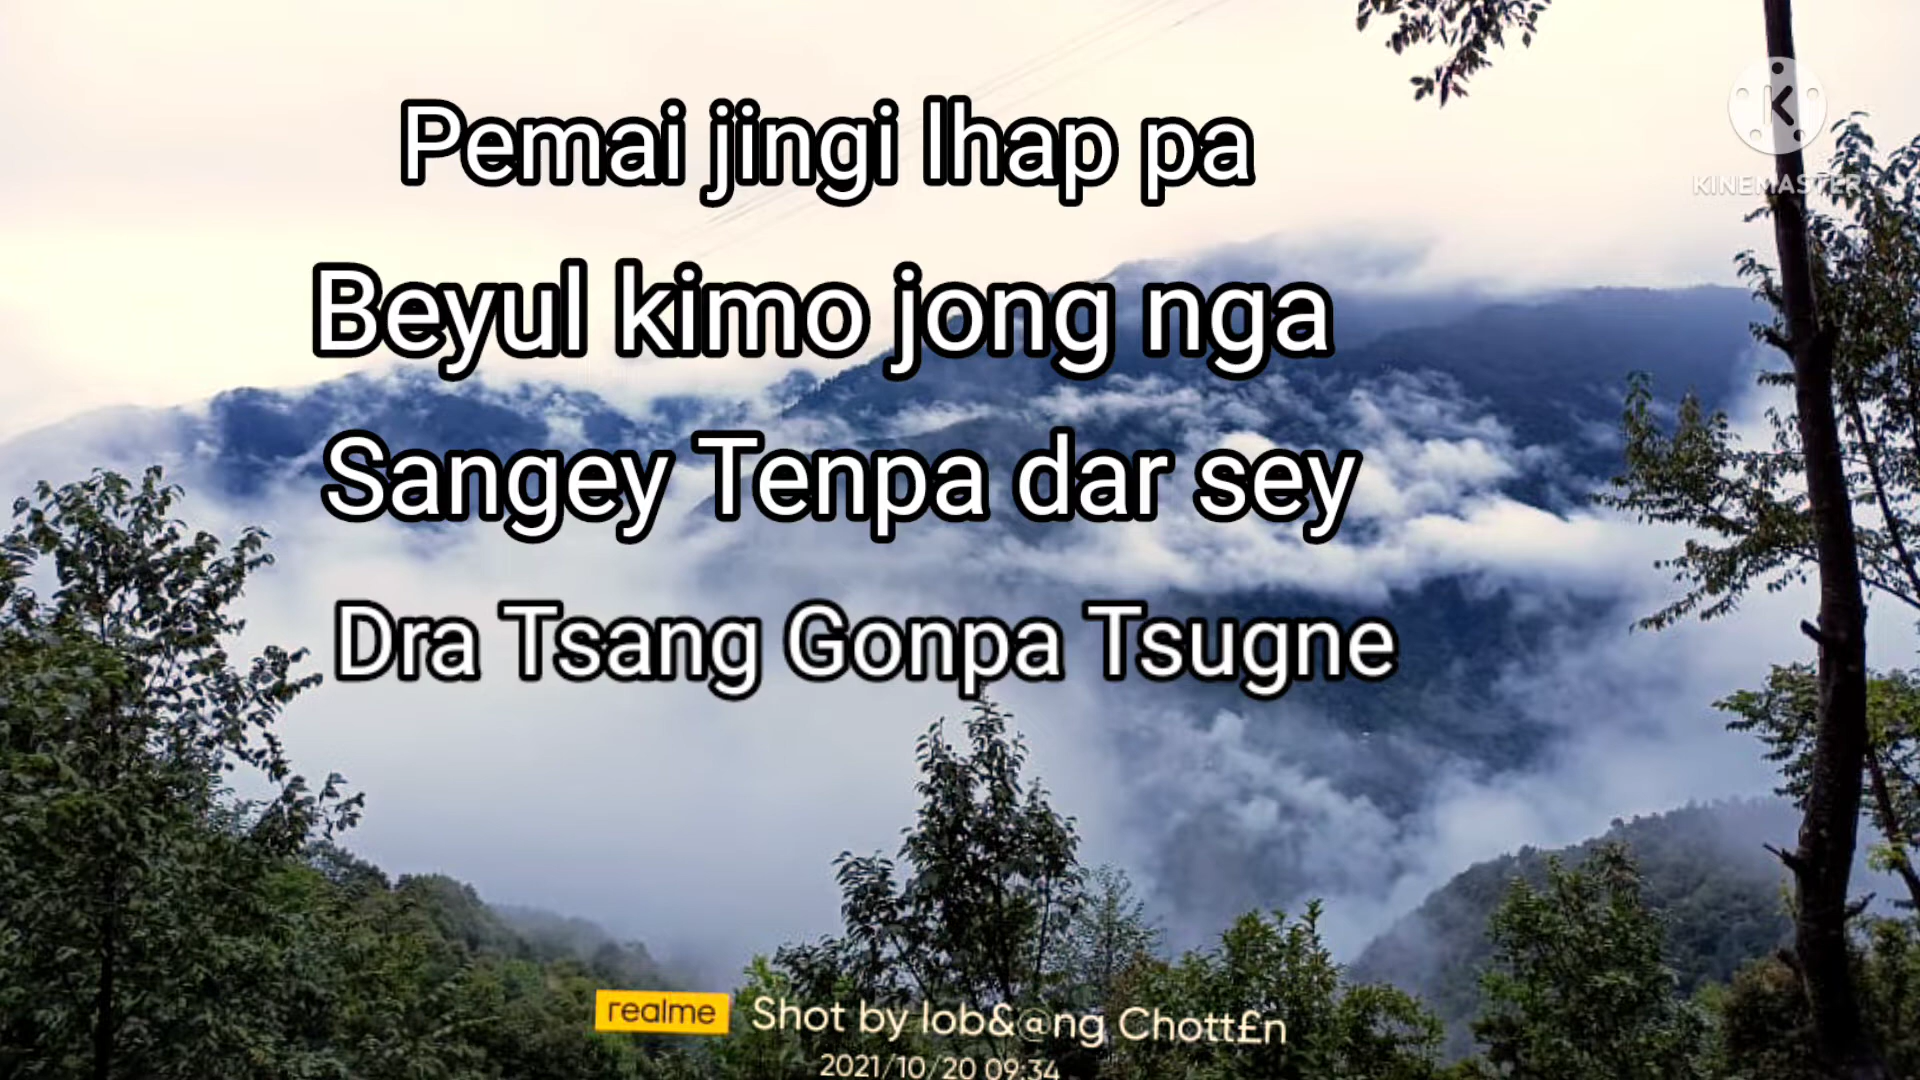 Pemai jingi lhap pa
Beyul kimo jong nga
Sangey Tenpa dar sey
Dra Tsang Gonpa Tsugne
KINEMASTER
realme Shot by lob&@ng Chott£n
2021/10/20 09:34